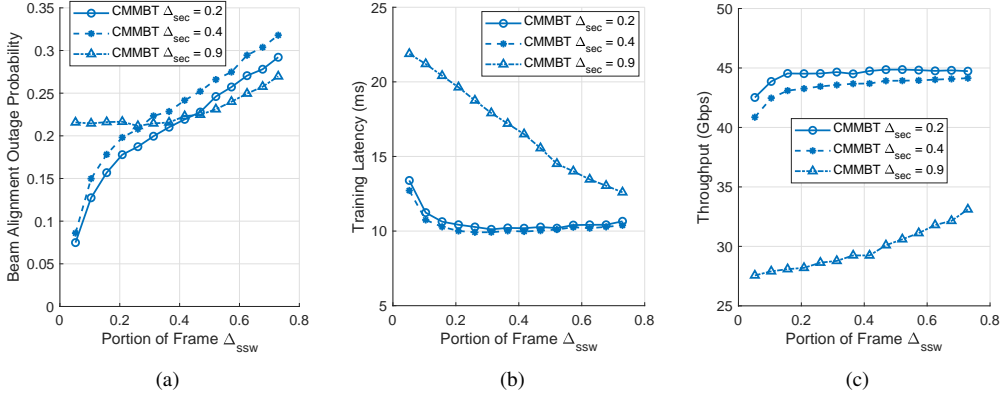 CMMBT Δsec = 0.2
CMMBT Δsec = 0.4
CMMBT Δsec = 0.9
0.35
0.3
0.25
0.2
0.15
0.1
0.05
0
Beam Alignment Outage Probability
0 0.2 0.4 0.6 0.8
Portion of Frame Δssw
(a)
CMMBT Δsec = 0.2
CMMBT Δsec = 0.4
CMMBT Δsec = 0.9
25
20
15
10
5
Training Latency (ms)
0 0.2 0.4 0.6 0.8
Portion of Frame Δssw
(b)
CMMBT Δsec = 0.2
CMMBT Δsec = 0.4
CMMBT Δsec = 0.9
50
45
40
35
30
25
Throughput (Gbps)
0 0.2 0.4 0.6 0.8
Portion of Frame Δssw
(c)